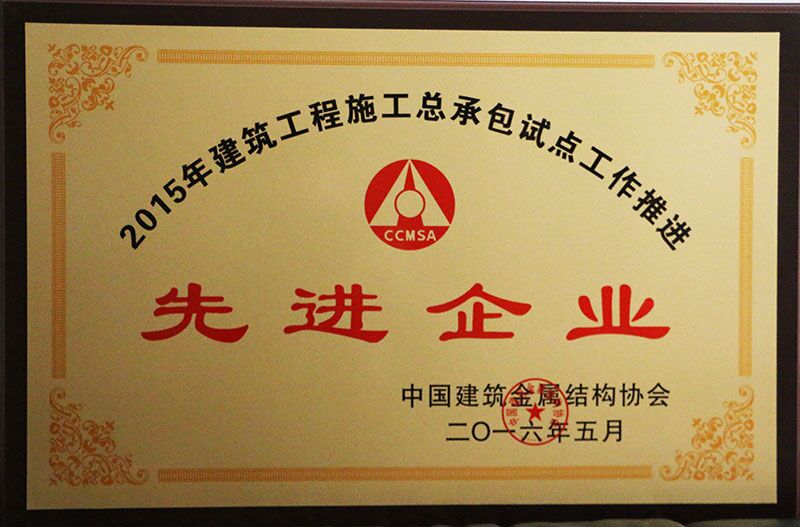 2015年建筑工程施工总承包试点工作推进
CCMSA
先进企业
中国建筑金属结构协会
二〇一六年五月